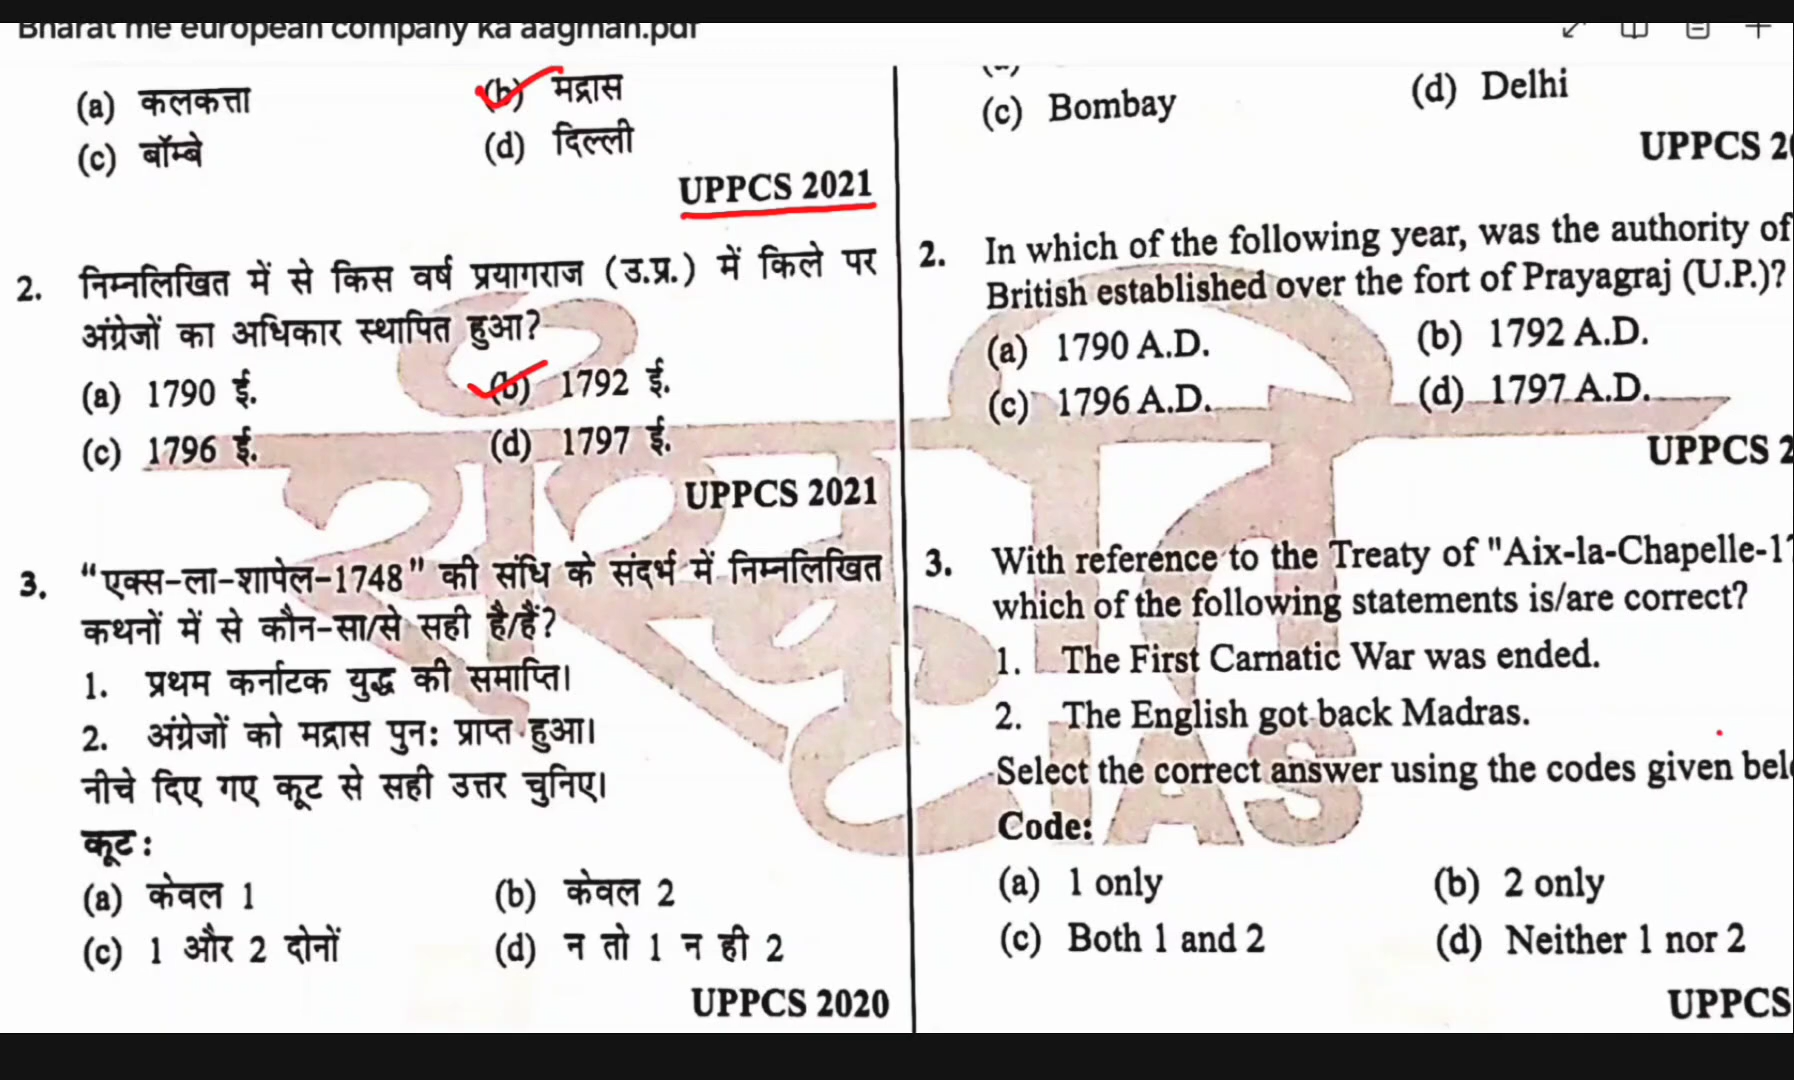 Bharat me european company ka aagman.pdf
(a) कलकत्ता (b) मद्रास
(c) बॉम्बे (d) दिल्ली
UPPCS 2021
2. निम्नलिखित में से किस वर्ष प्रयागराज (उ.प्र.) में किले पर
अंग्रेजों का अधिकार स्थापित हुआ?
(a) 1790 ई. (b) 1792 ई.
(c) 1796 ई. (d) 1797 ई.
UPPCS 2021
3. “एक्स-ला-शापेल-1748” की संधि के संदर्भ में निम्नलिखित
कथनों में से कौन-सा/से सही है/हैं?
1. प्रथम कर्नाटक युद्ध की समाप्ति।
2. अंग्रेजों को मद्रास पुनः प्राप्त हुआ।
नीचे दिए गए कूट से सही उत्तर चुनिए।
कूट :
(a) केवल 1 (b) केवल 2
(c) 1 और 2 दोनों (d) न तो 1 न ही 2
UPPCS 2020
(c) Bombay (d) Delhi
UPPCS
2. In which of the following year, was the authority of
British established over the fort of Prayagraj (U.P.)?
(a) 1790 A.D. (b) 1792 A.D.
(c) 1796 A.D. (d) 1797 A.D.
UPPCS 2
3. With reference to the Treaty of "Aix-la-Chapelle-1
which of the following statements is/are correct?
1. The First Carnatic War was ended.
2. The English got back Madras.
Select the correct answer using the codes given
Code:
(a) 1 only (b) 2 only
(c) Both 1 and 2 (d) Neither 1 nor 2
UPPCS
संस्कृति
IAS